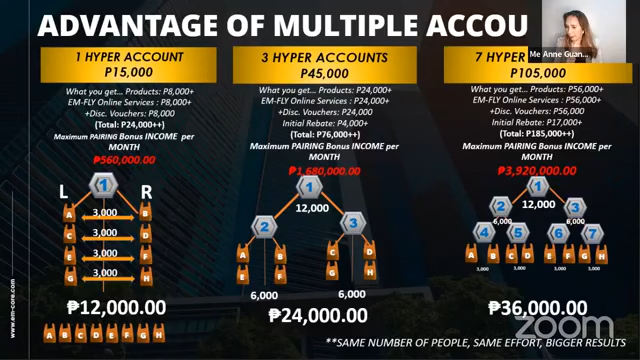 ADVANTAGE OF MULTIPLE ACCOU
Me Anne Guan...
1 HYPER ACCOUNT
P15,000
What you get... Products: P8,000+
EM-FLY Online Services : P8,000+
+Disc. Vouchers: P8,000
(Total: P24,000++)
Maximum PAIRING Bonus INCOME per
MONTH
₱560,000.00
L
1
R
A
3,000
B
C
3,000
D
E
3,000
F
G
3,000
H
₱12,000.00
A B C D E F G H
3 HYPER ACCOUNTS
P45,000
What you get... Products: P24,000+
EM-FLY Online Services : P24,000+
+Disc. Vouchers: P24,000
Initial Rebate: P4,000+
(Total: P76,000++)
Maximum PAIRING Bonus INCOME per
MONTH
₱1,680,000.00
1
12,000
2
3
A B C D
E F G H
6,000
6,000
₱24,000.00
7 HYPER
P105,000
What you get... Products: P56,000+
EM-FLY Online Services : P56,000+
+Disc. Vouchers: P56,000
Initial Rebate: P17,000+
(Total: P185,000++)
Maximum PAIRING Bonus INCOME per
MONTH
₱3,920,000.00
1
12,000
2
3
6,000
6,000
4 5 6 7
A B C D E F G H
3,000 3,000 3,000 3,000
₱36,000.00
zoom
**SAME NUMBER OF PEOPLE, SAME EFFORT, BIGGER RESULTS
www.em-core.com